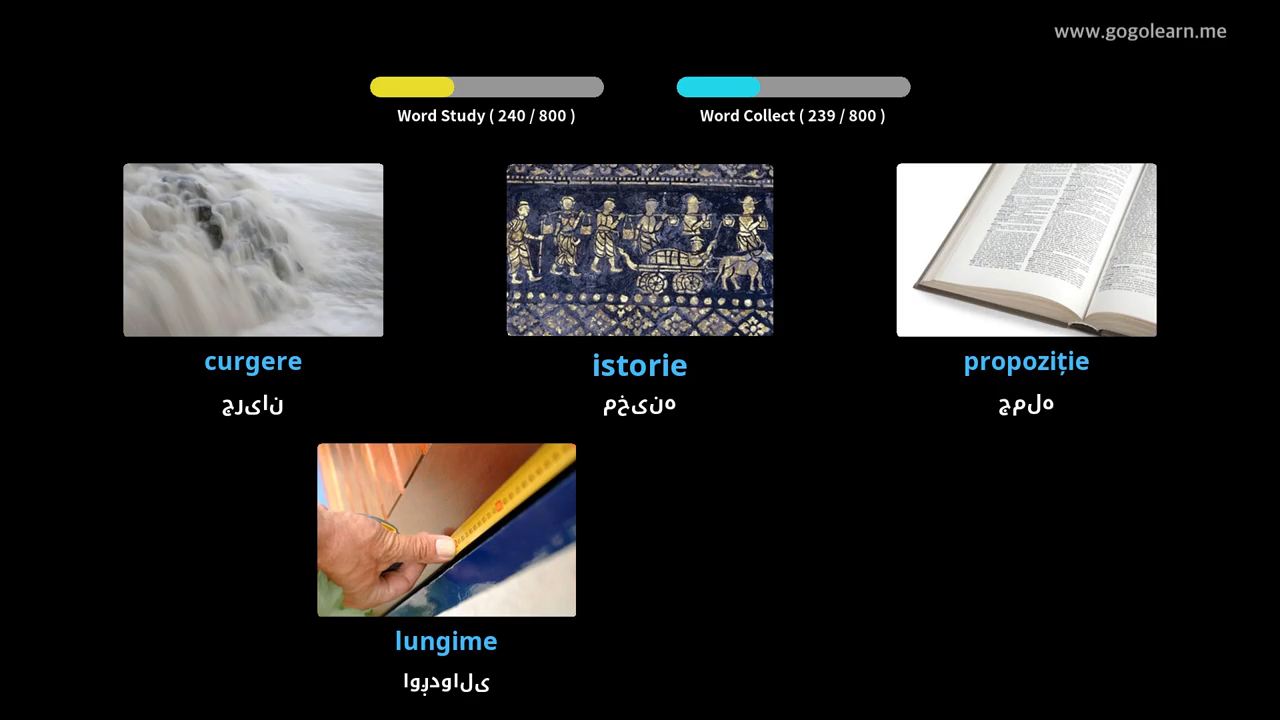 www.gogolearn.me
Word Study ( 240 / 800 )
Word Collect ( 239 / 800 )
curgere
istorie
propoziție
جریان
مخینه
جمله
lungime
اوږدوالی